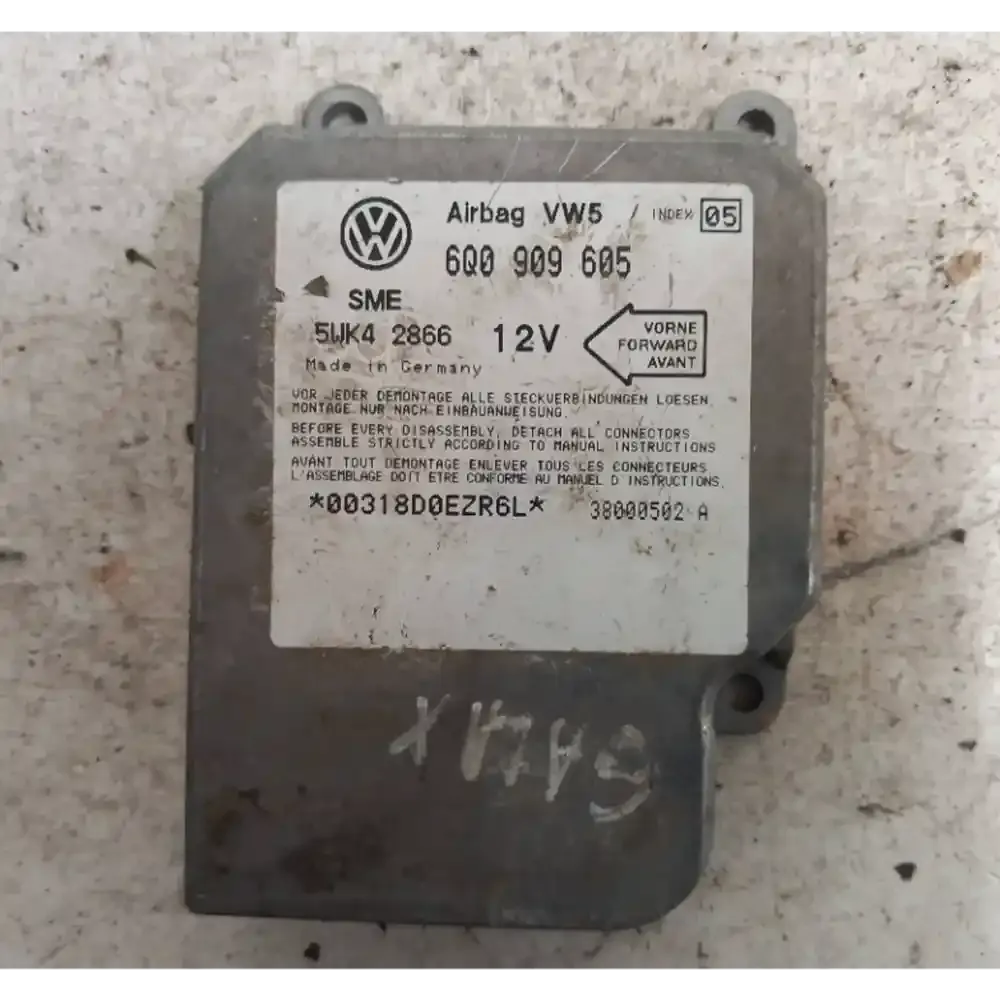 Airbag VW5 / INDEX 05
6Q0 909 605
SME
5WK4 2866 12V
VORNE
FORWARD
AVANT
Made in Germany
VOR JEDER DEMONTAGE ALLE STECKVERBINDUNGEN LOESEN.
MONTAGE NUR NACH EINBAUANWEISUNG.
BEFORE EVERY DISASSEMBLY, DETACH ALL CONNECTORS
ASSEMBLE STRICTLY ACCORDING TO MANUAL INSTRUCTIONS
AVANT TOUT DEMONTAGE ENLEVER TOUS LES CONNECTEURS
L'ASSEMBLAGE DOIT ETRE CONFORME AU MANUEL D'INSTRUCTIONS.
*00318D0EZR6L* 38000502 A